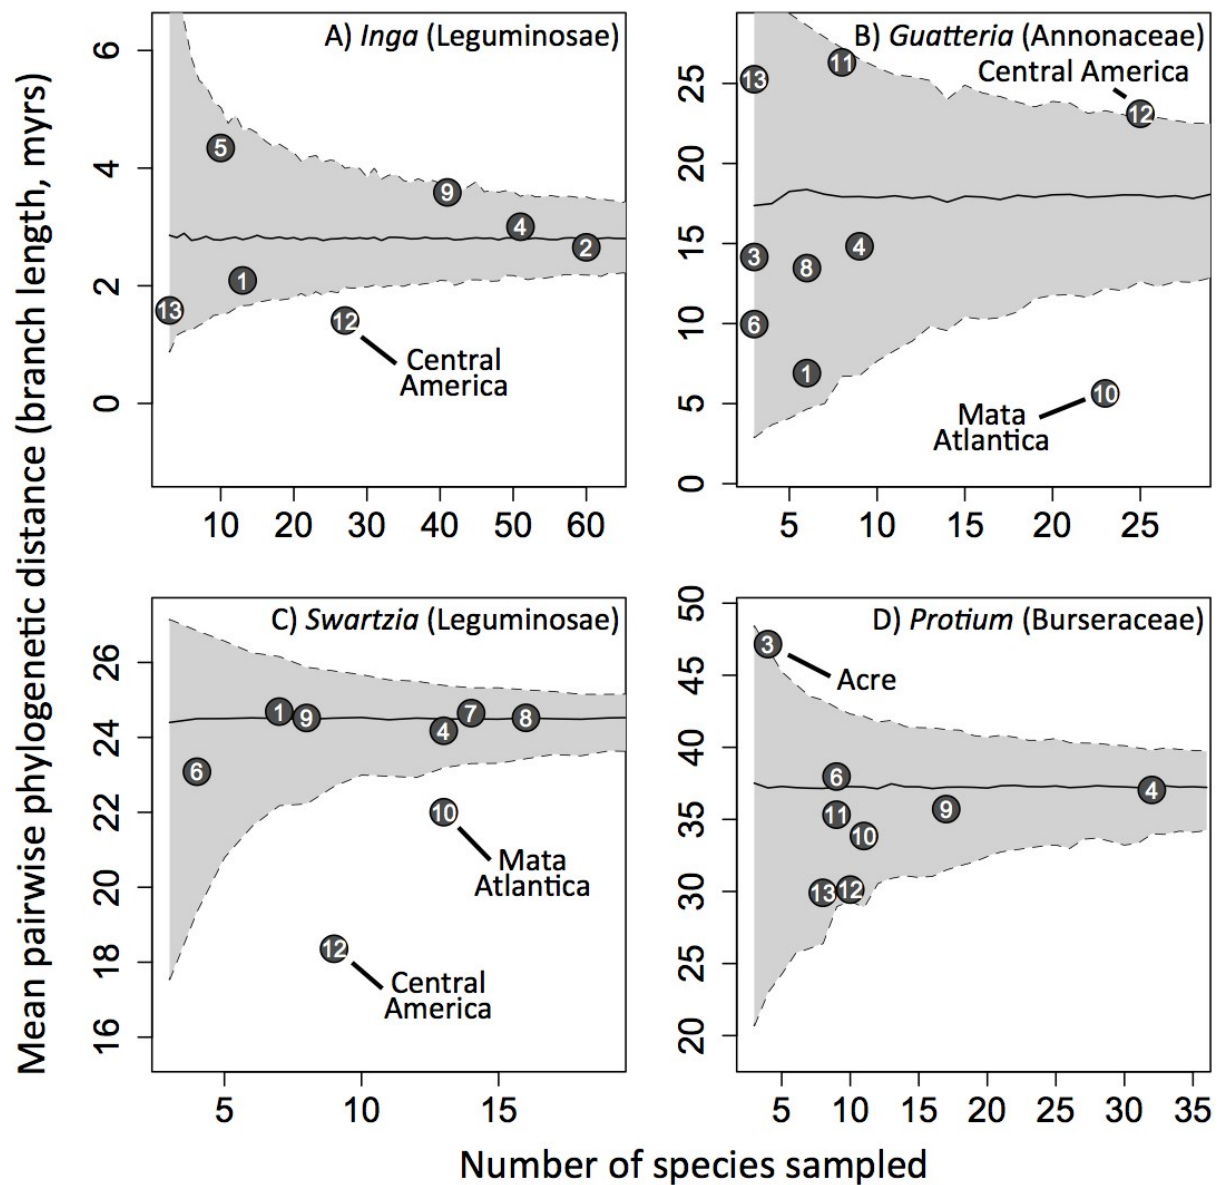 Mean pairwise phylogenetic distance (branch length, myrs)
A) Inga (Leguminosae)
6
4
2
0
5
9
4
2
1
13
12
Central
America
10 20 30 40 50 60
B) Guatteria (Annonaceae)
Central America
25
20
15
10
5
0
13
11
12
3
8
4
6
1
10
Mata
Atlantica
5 10 15 20 25
C) Swartzia (Leguminosae)
26
24
22
20
18
16
1
9
4
7
8
6
10
Mata
Atlantica
12
Central
America
5 10 15
D) Protium (Burseraceae)
50
45
40
35
30
25
20
3
Acre
6
11
10
9
4
13
12
5 10 15 20 25 30 35
Number of species sampled